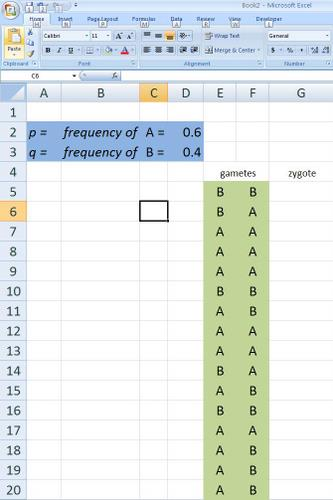 Book2 - Microsoft Excel
Home Insert Page Layout Formulas Data Review View Developer
Paste Calibri 11 A A Wrap Text General
B I U A Merge & Center $ % ,
Clipboard Font Alignment Number
C6 fx
A B C D E F G
1
2 p = frequency of A = 0.6
3 q = frequency of B = 0.4
4 gametes zygote
5 B B
6 B A
7 A A
8 A A
9 A A
10 B B
11 A B
12 A A
13 A A
14 B A
15 A B
16 B B
17 A A
18 A B
19 A B
20 A A